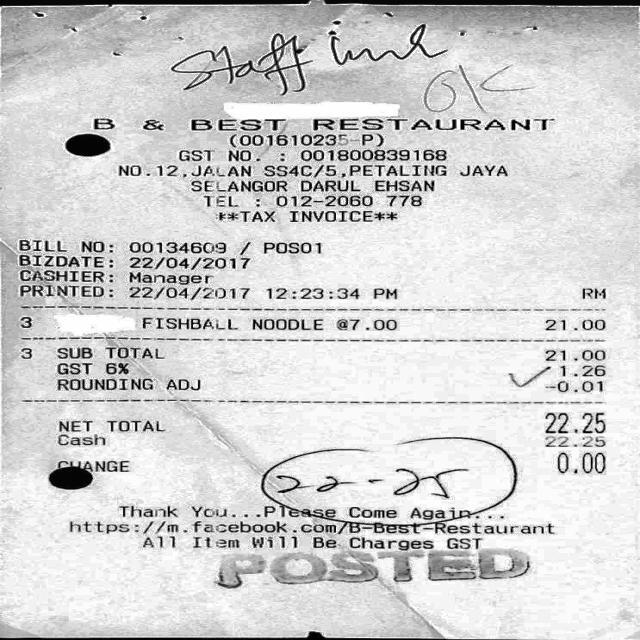 Staff
O/C
B & BEST RESTAURANT
(001610235-P)
GST NO. : 001800839168
NO.12,JALAN SS4C/5,PETALING JAYA
SELANGOR DARUL EHSAN
TEL : 012-2060 778
**TAX INVOICE**
BILL NO: 00134609 / POS01
BIZDATE: 22/04/2017
CASHIER: Manager
PRINTED: 22/04/2017 12:23:34 PM RM
3 FISHBALL NOODLE @7.00 21.00
3 SUB TOTAL 21.00
GST 6% 1.26
ROUNDING ADJ -0.01
NET TOTAL 22.25
Cash 22.25
CHANGE 0.00
22-25
Thank You...Please Come Again...
https://m.facebook.com/B-Best-Restaurant
All Item Will Be Charges GST
POSTED